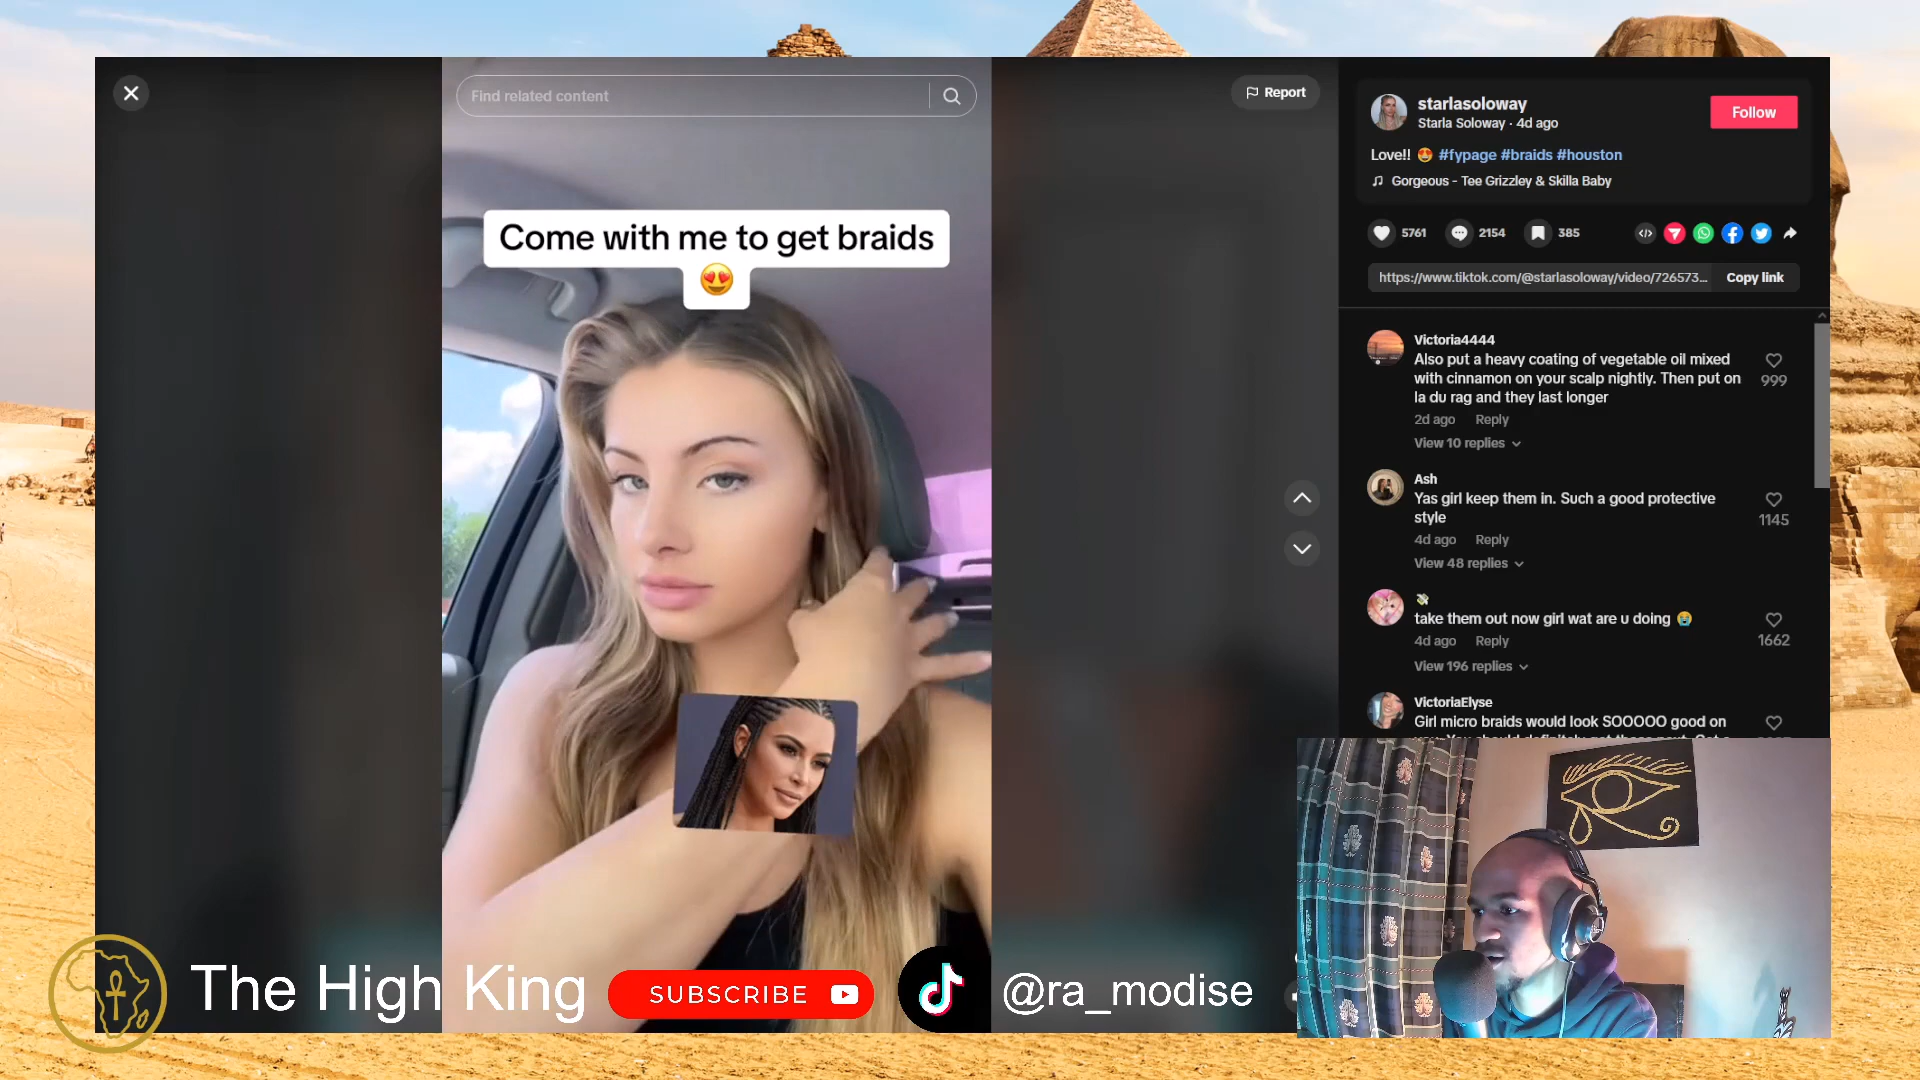 Find related content
Report
Come with me to get braids
starlasoloway
Starla Soloway · 4d ago
Follow
Love!! 😍 #fypage #braids #houston
Gorgeous - Tee Grizzley & Skilla Baby
5761
2154
385
https://www.tiktok.com/@starlasoloway/video/726573...
Copy link
Victoria4444
Also put a heavy coating of vegetable oil mixed
with cinnamon on your scalp nightly. Then put on
la du rag and they last longer
999
2d ago Reply
View 10 replies
Ash
Yas girl keep them in. Such a good protective
style
1145
4d ago Reply
View 48 replies
take them out now girl wat are u doing 😭
1662
4d ago Reply
View 196 replies
VictoriaElyse
Girl micro braids would look SOOOOO good on
The High King
SUBSCRIBE
@ra_modise